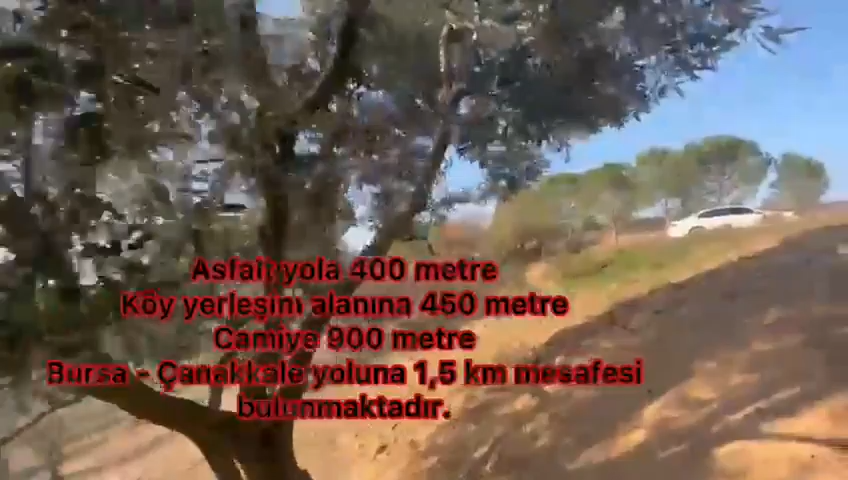 Asfalt yola 400 metre
Köy yerleşim alanına 450 metre
Camiye 900 metre
Bursa - Çanakkale yoluna 1,5 km mesafesi
bulunmaktadır.